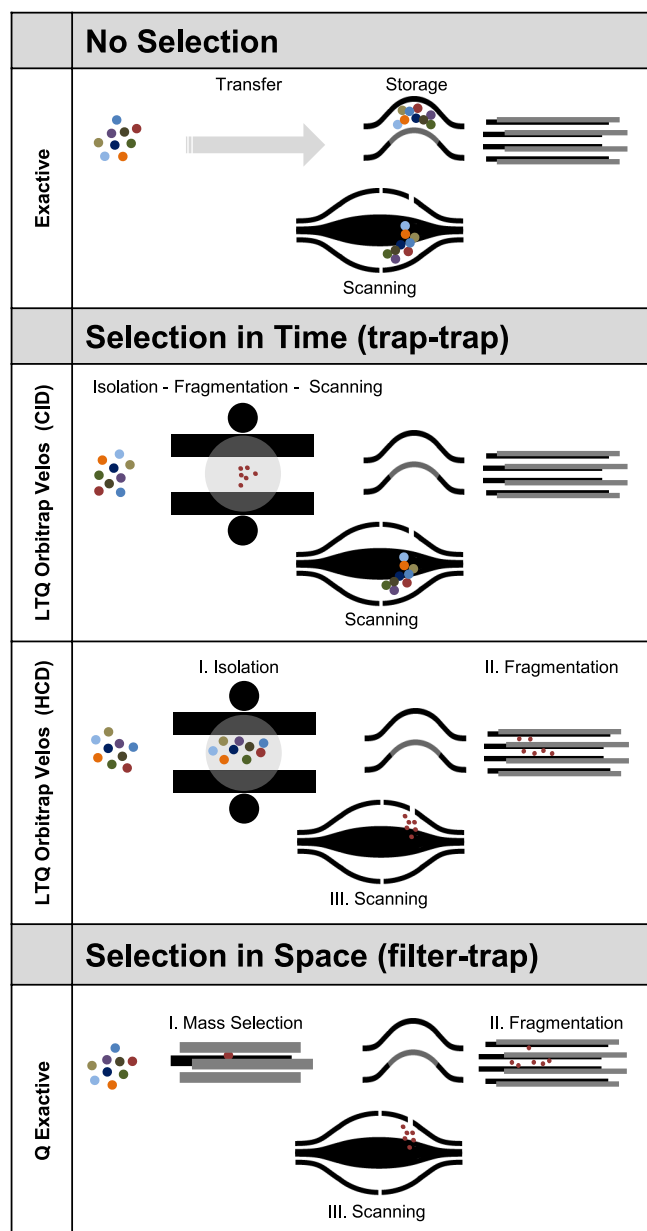 No Selection
Exactive
Transfer
Storage
Scanning
Selection in Time (trap-trap)
LTQ Orbitrap Velos (CID)
Isolation - Fragmentation - Scanning
Scanning
LTQ Orbitrap Velos (HCD)
I. Isolation
II. Fragmentation
III. Scanning
Selection in Space (filter-trap)
Q Exactive
I. Mass Selection
II. Fragmentation
III. Scanning